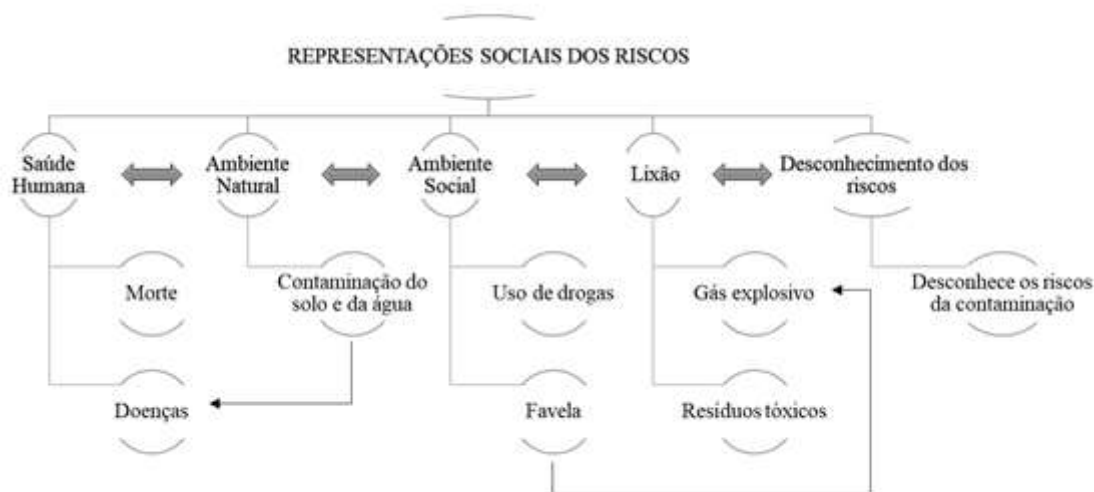 REPRESENTAÇÕES SOCIAIS DOS RISCOS
Saúde
Humana
Ambiente
Natural
Ambiente
Social
Lixão
Desconhecimento dos
riscos
Morte
Contaminação do
solo e da água
Uso de drogas
Gás explosivo
Desconhece os riscos
da contaminação
Doenças
Favela
Resíduos tóxicos